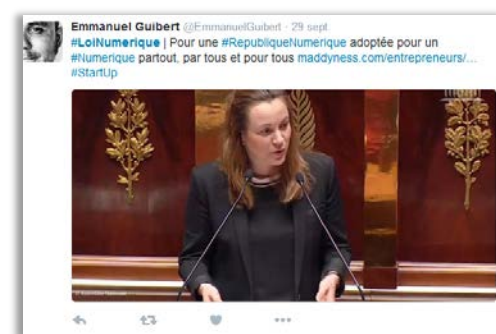 Emmanuel Guibert @EmmanuelGuibert · 29 sept.
#LoiNumerique | Pour une #RepubliqueNumerique adoptée pour un
#Numerique partout, par tous et pour tous maddyness.com/entrepreneurs/...
#StartUp